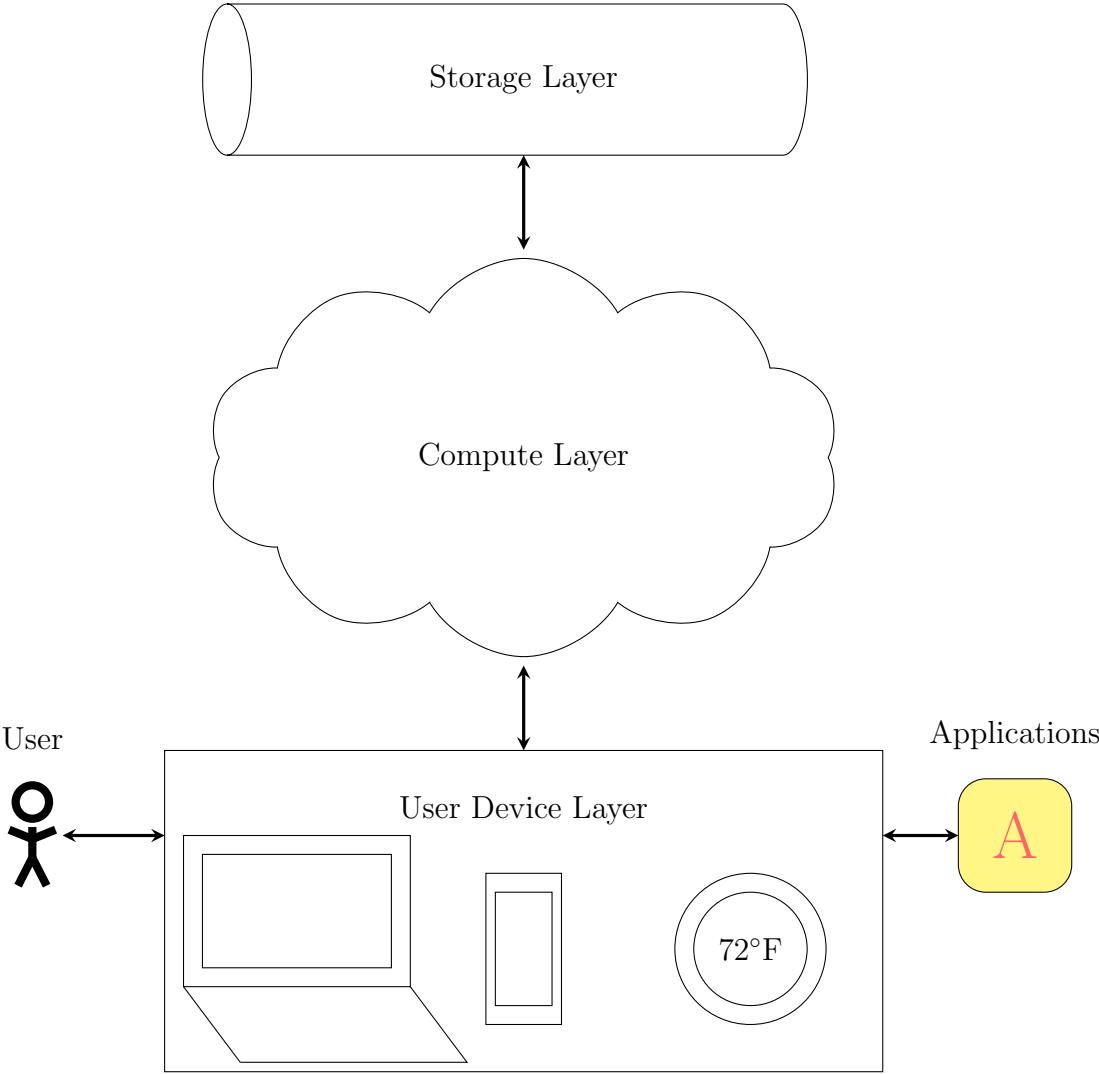 Storage Layer
Compute Layer
User
Applications
User Device Layer
A
72°F